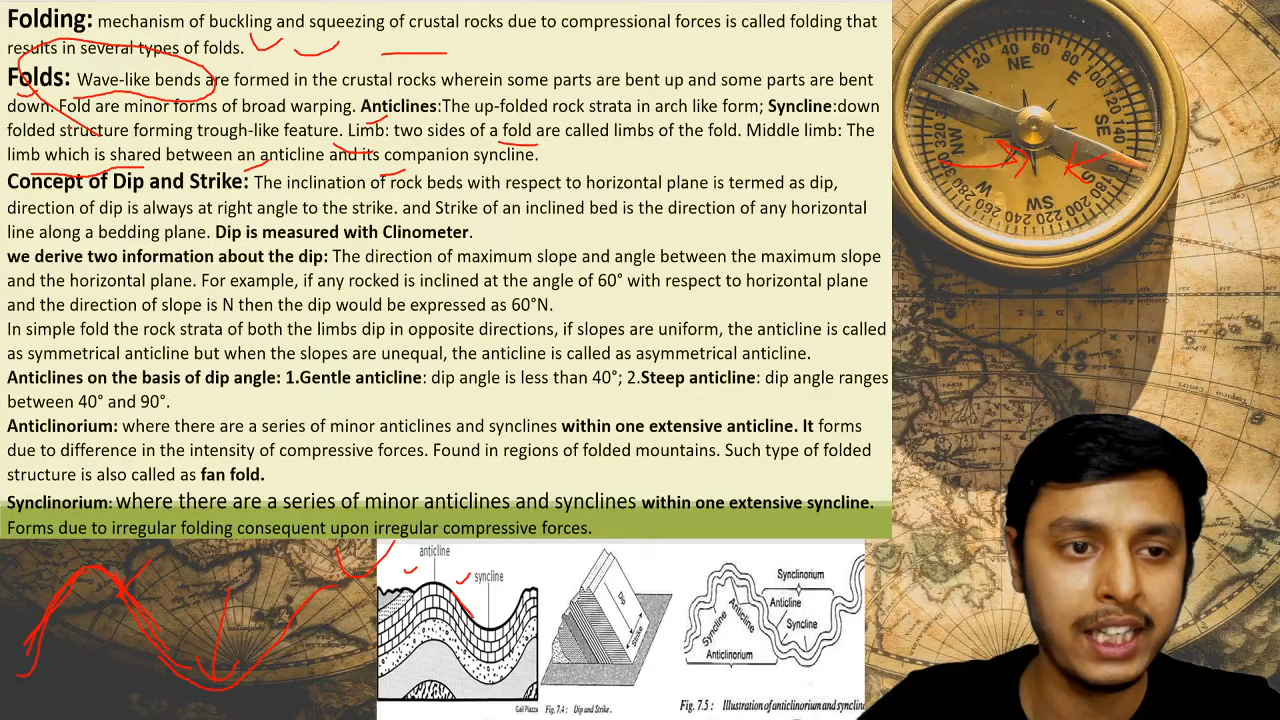 Folding: mechanism of buckling and squeezing of crustal rocks due to compressional forces is called folding that
results in several types of folds.
Folds: Wave-like bends are formed in the crustal rocks wherein some parts are bent up and some parts are bent
down. Fold are minor forms of broad warping. Anticlines:The up-folded rock strata in arch like form; Syncline:down
folded structure forming trough-like feature. Limb: two sides of a fold are called limbs of the fold. Middle limb: The
limb which is shared between an anticline and its companion syncline.
Concept of Dip and Strike: The inclination of rock beds with respect to horizontal plane is termed as dip,
direction of dip is always at right angle to the strike. and Strike of an inclined bed is the direction of any horizontal
line along a bedding plane. Dip is measured with Clinometer.
we derive two information about the dip: The direction of maximum slope and angle between the maximum slope
and the horizontal plane. For example, if any rocked is inclined at the angle of 60° with respect to horizontal plane
and the direction of slope is N then the dip would be expressed as 60°N.
In simple fold the rock strata of both the limbs dip in opposite directions, if slopes are uniform, the anticline is called
as symmetrical anticline but when the slopes are unequal, the anticline is called as asymmetrical anticline.
Anticlines on the basis of dip angle: 1.Gentle anticline: dip angle is less than 40°; 2.Steep anticline: dip angle ranges
between 40° and 90°.
Anticlinorium: where there are a series of minor anticlines and synclines within one extensive anticline. It forms
due to difference in the intensity of compressive forces. Found in regions of folded mountains. Such type of folded
structure is also called as fan fold.
Synclinorium: where there are a series of minor anticlines and synclines within one extensive syncline.
Forms due to irregular folding consequent upon irregular compressive forces.
anticline
syncline
Gail Piazza
Dip
Strike
Fig. 7.4 : Dip and Strike .
Synclinorium
Anticline
Syncline
Syncline
Anticline
Anticlinorium
Fig. 7.5 : Illustration of anticlinorium and synclin
40 60
NE
E
SE
180
S
200
220
SW
240
260
W
280
300
NW
320
340
N